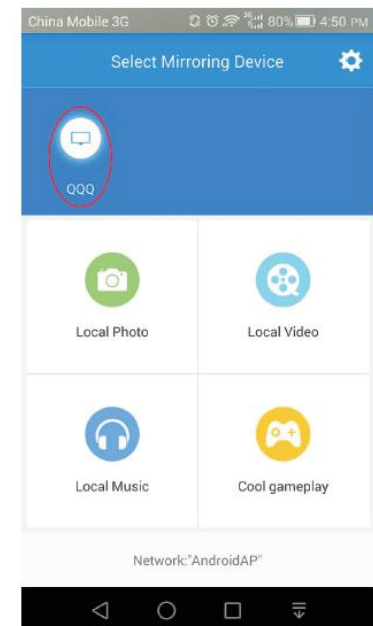 China Mobile 3G 36 80% 4:50 PM
Select Mirroring Device
QQQ
Local Photo Local Video
Local Music Cool gameplay
Network:"AndroidAP"